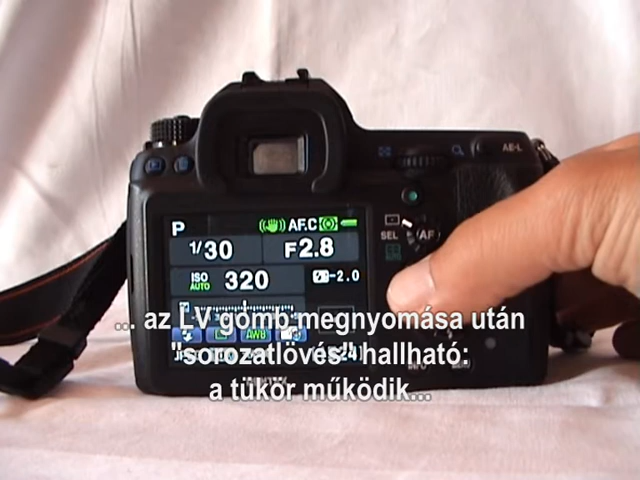 AE-L
P AF.C
SEL AF
1/30 F2.8
ISO AUTO 320 -2.0
AWB
... az LV gomb megnyomása után
"sorozatlövés" hallható:
a tükör működik...